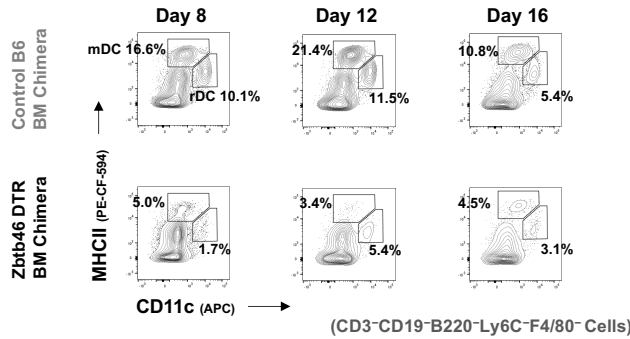 Day 8
Day 12
Day 16
Control B6
BM Chimera
mDC 16.6%
rDC 10.1%
21.4%
11.5%
10.8%
5.4%
Zbtb46 DTR
BM Chimera
MHCII (PE-CF-594)
5.0%
1.7%
3.4%
5.4%
4.5%
3.1%
CD11c (APC)
(CD3⁻CD19⁻B220⁻Ly6C⁻F4/80⁻ Cells)